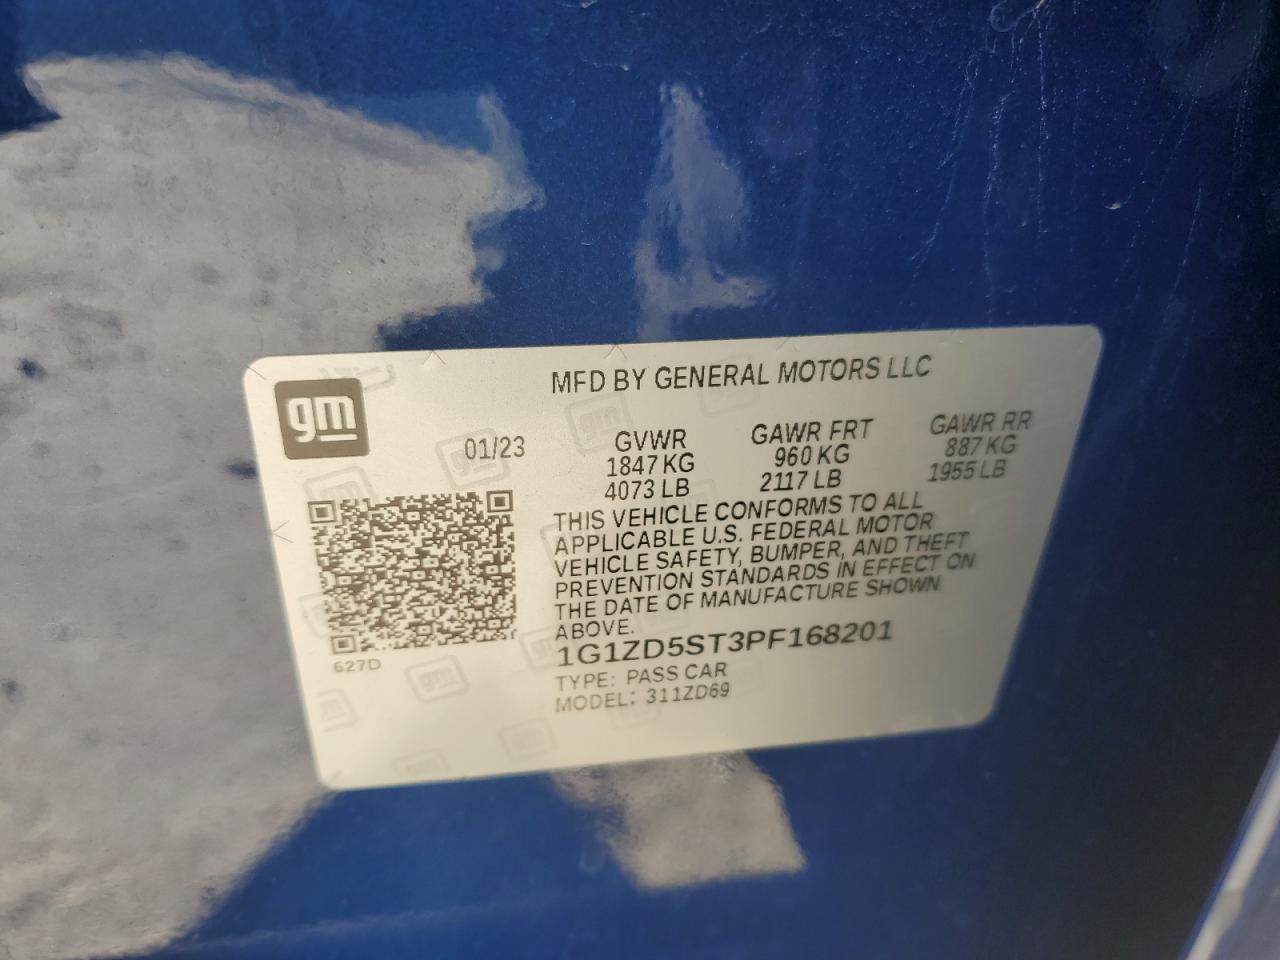 gm
MFD BY GENERAL MOTORS LLC
01/23 GVWR GAWR FRT GAWR RR
1847 KG 960 KG 887 KG
4073 LB 2117 LB 1955 LB
THIS VEHICLE CONFORMS TO ALL
APPLICABLE U.S. FEDERAL MOTOR
VEHICLE SAFETY, BUMPER, AND THEFT
PREVENTION STANDARDS IN EFFECT ON
THE DATE OF MANUFACTURE SHOWN
ABOVE.
1G1ZD5ST3PF168201
TYPE: PASS CAR
MODEL: 311ZD69
627D